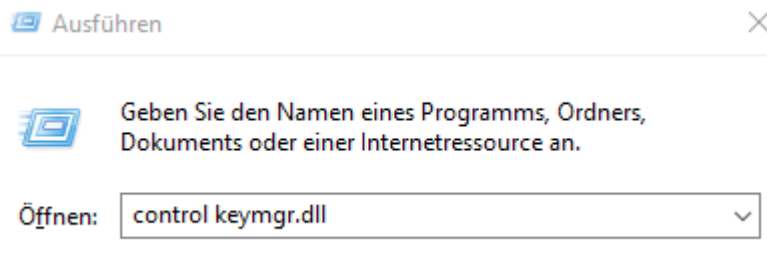 Ausführen
Geben Sie den Namen eines Programms, Ordners,
Dokuments oder einer Internetressource an.
Öffnen: control keymgr.dll